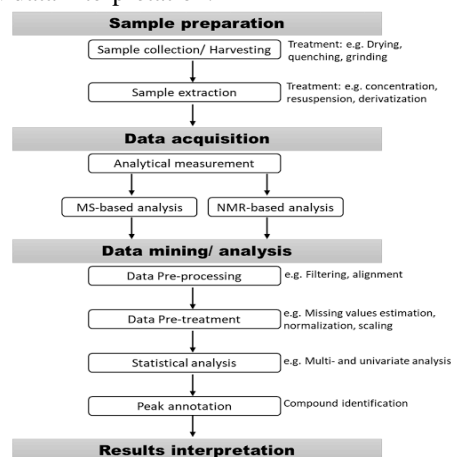 Sample preparation
Sample collection/ Harvesting
Treatment: e.g. Drying,
quenching, grinding
Sample extraction
Treatment: e.g. concentration,
resuspension, derivatization
Data acquisition
Analytical measurement
MS-based analysis
NMR-based analysis
Data mining/ analysis
Data Pre-processing
e.g. Filtering, alignment
Data Pre-treatment
e.g. Missing values estimation,
normalization, scaling
Statistical analysis
e.g. Multi- and univariate analysis
Peak annotation
Compound identification
Results interpretation